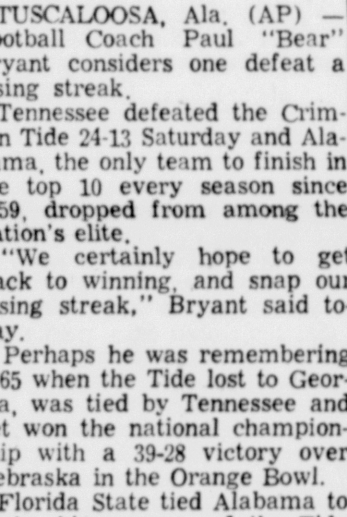 TUSCALOOSA, Ala. (AP) —
ootball Coach Paul "Bear"
ryant considers one defeat a
sing streak.
Tennessee defeated the Crim-
n Tide 24-13 Saturday and Ala-
ma, the only team to finish in
e top 10 every season since
59, dropped from among the
ation's elite.
"We certainly hope to get
ack to winning, and snap our
sing streak," Bryant said to-
ay.
Perhaps he was remembering
65 when the Tide lost to Geor-
a, was tied by Tennessee and
t won the national champion-
ip with a 39-28 victory over
ebraska in the Orange Bowl.
Florida State tied Alabama to